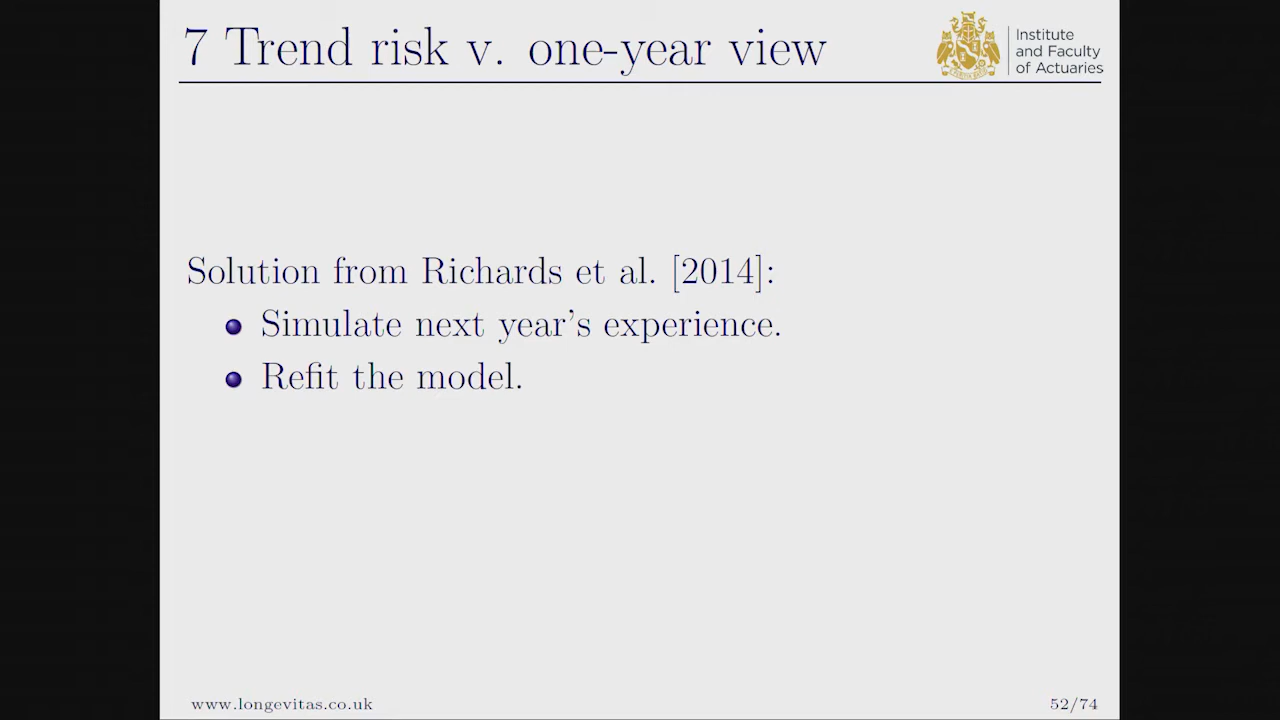 7 Trend risk v. one-year view
Institute
and Faculty
of Actuaries
Solution from Richards et al. [2014]:
Simulate next year's experience.
Refit the model.
www.longevitas.co.uk
52/74